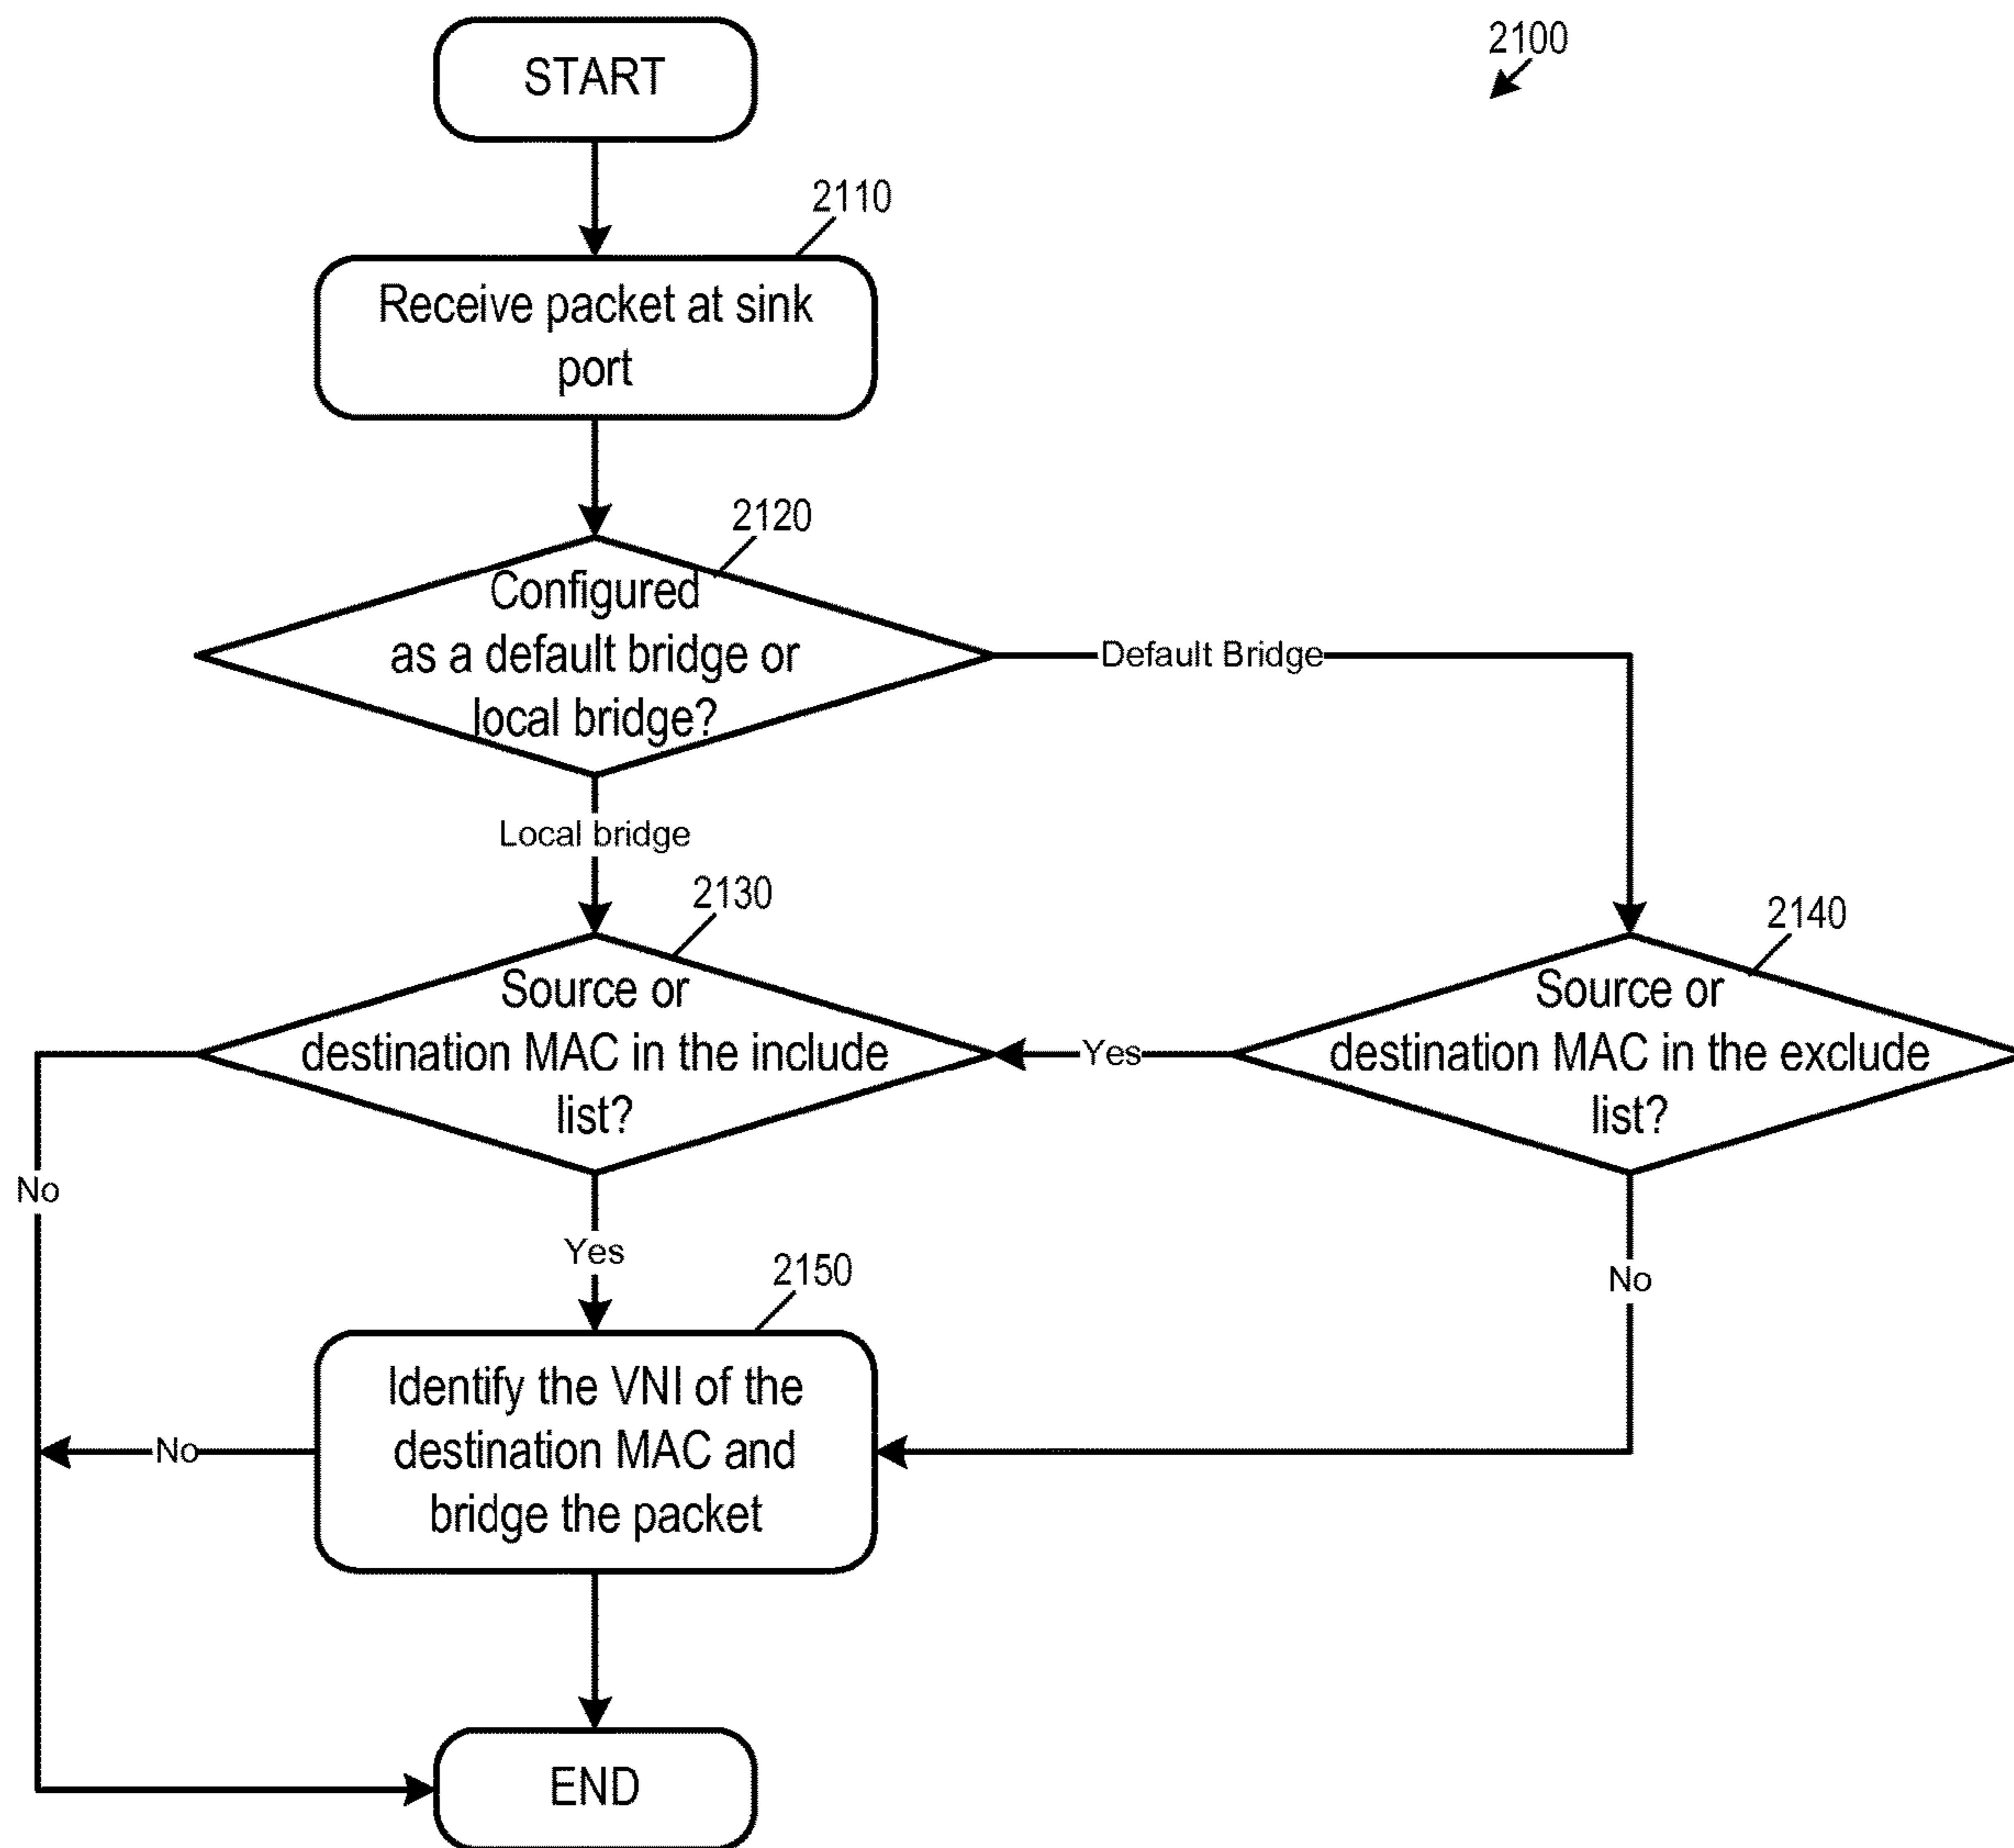 2100
START
2110
Receive packet at sink
port
2120
Configured
as a default bridge or
local bridge?
Default Bridge
Local bridge
2130
Source or
destination MAC in the include
list?
2140
Source or
destination MAC in the exclude
list?
Yes
No
Yes
No
2150
Identify the VNI of the
destination MAC and
bridge the packet
No
END